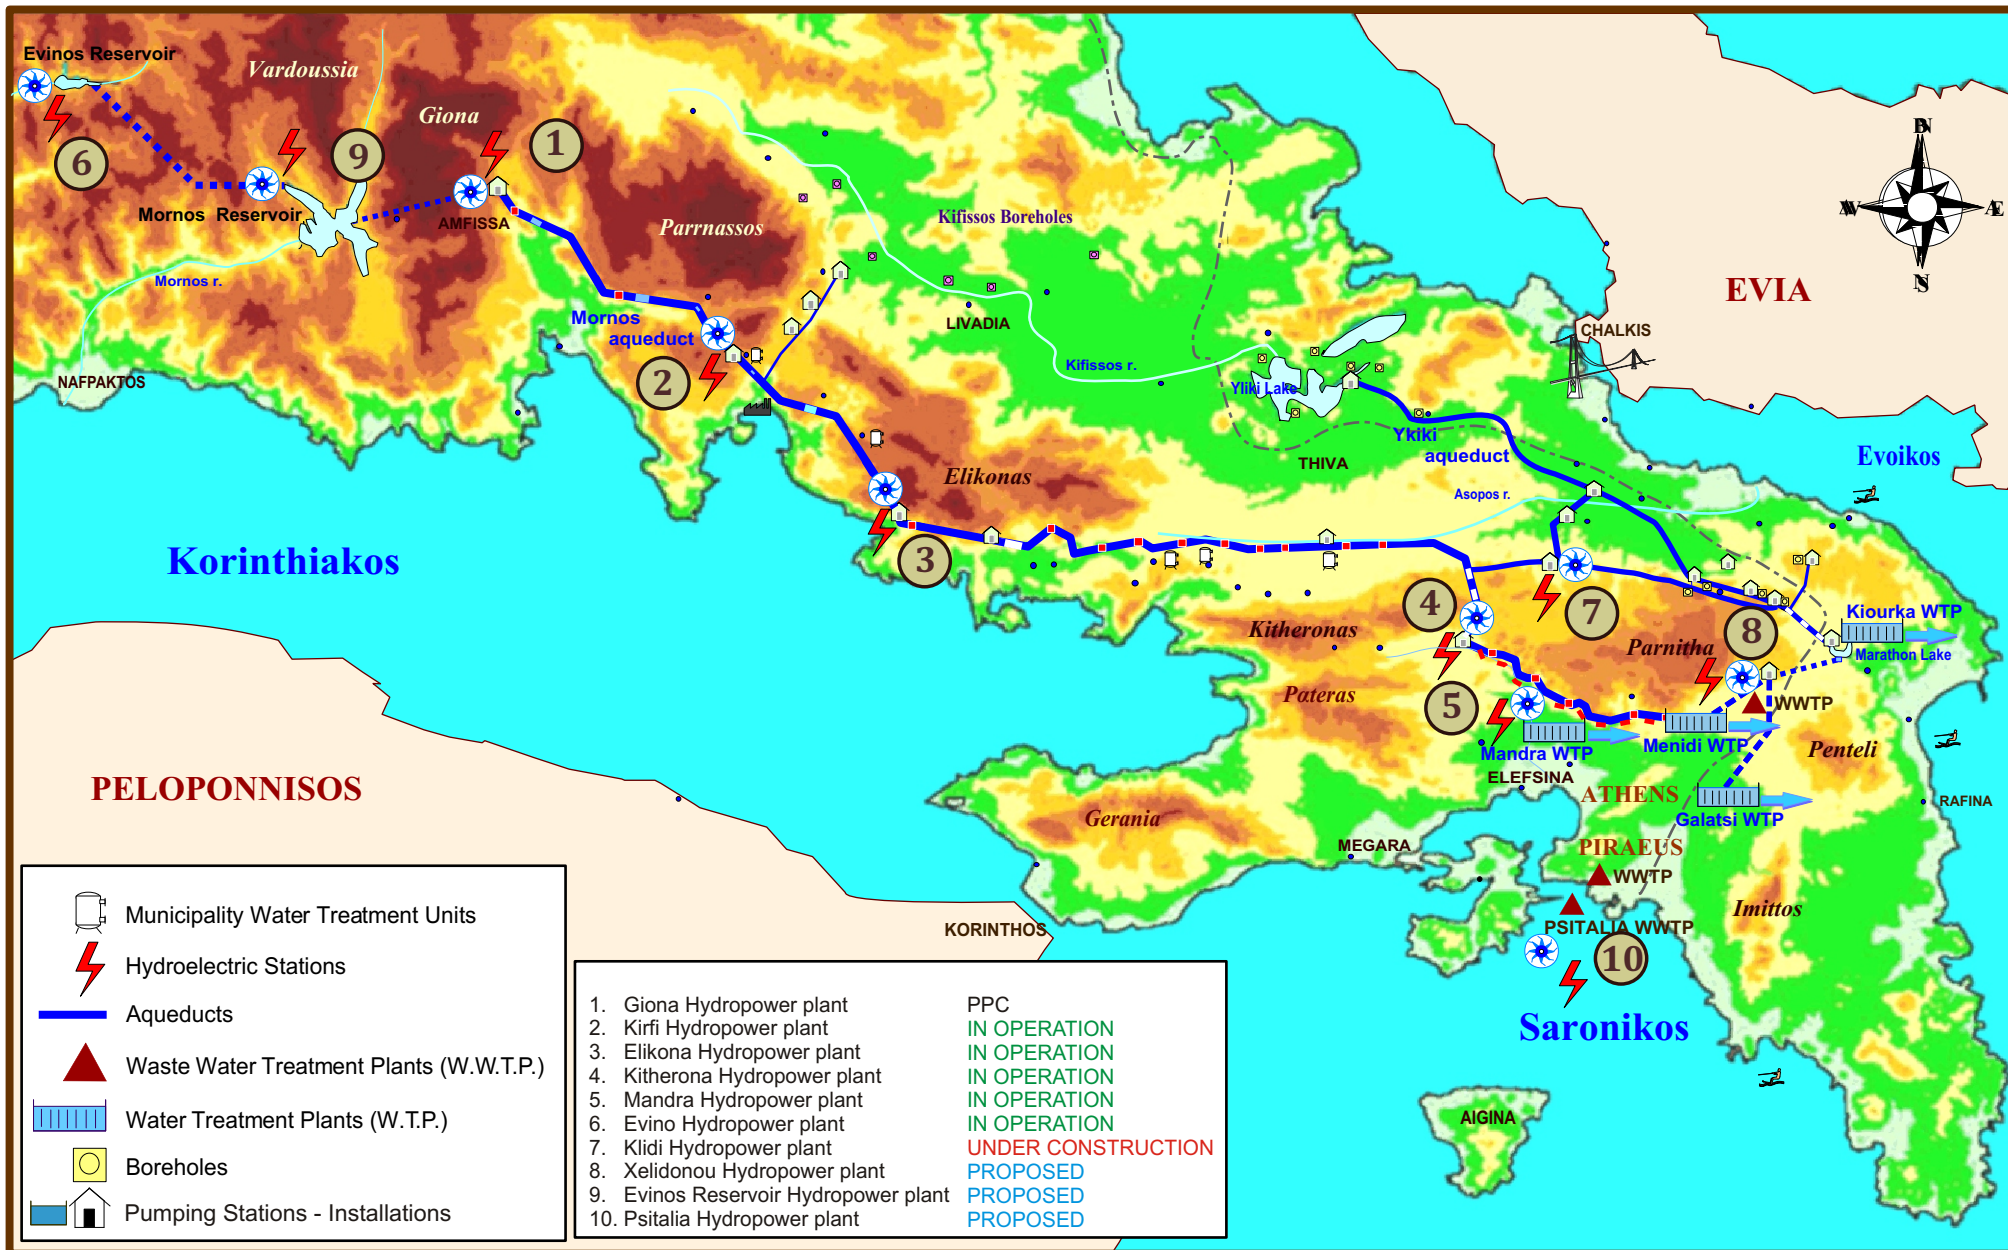 Evinos Reservoir
Vardoussia
Giona
1
6
9
Mornos Reservoir
AMFISSA
Parrnassos
Kifissos Boreholes
Mornos r.
EVIA
Mornos
aqueduct
LIVADIA
CHALKIS
NAFPAKTOS
2
Kifissos r.
Yliki Lake
Ykiki
aqueduct
THIVA
Evoikos
Elikonas
Asopos r.
Korinthiakos
3
4
7
8
Kitheronas
Parnitha
Kiourka WTP
Marathon Lake
Pateras
5
WWTP
Mandra WTP
Menidi WTP
Penteli
ELEFSINA
PELOPONNISOS
ATHENS
RAFINA
Gerania
Galatsi WTP
MEGARA
PIRAEUS
WWTP
Imittos
KORINTHOS
PSITALIA WWTP
10
Saronikos
AIGINA
B
N
W
Æ
S
N
Municipality Water Treatment Units
Hydroelectric Stations
Aqueducts
Waste Water Treatment Plants (W.W.T.P.)
Water Treatment Plants (W.T.P.)
Boreholes
Pumping Stations - Installations
1. Giona Hydropower plant PPC
2. Kirfi Hydropower plant IN OPERATION
3. Elikona Hydropower plant IN OPERATION
4. Kitherona Hydropower plant IN OPERATION
5. Mandra Hydropower plant IN OPERATION
6. Evino Hydropower plant IN OPERATION
7. Klidi Hydropower plant UNDER CONSTRUCTION
8. Xelidonou Hydropower plant PROPOSED
9. Evinos Reservoir Hydropower plant PROPOSED
10. Psitalia Hydropower plant PROPOSED